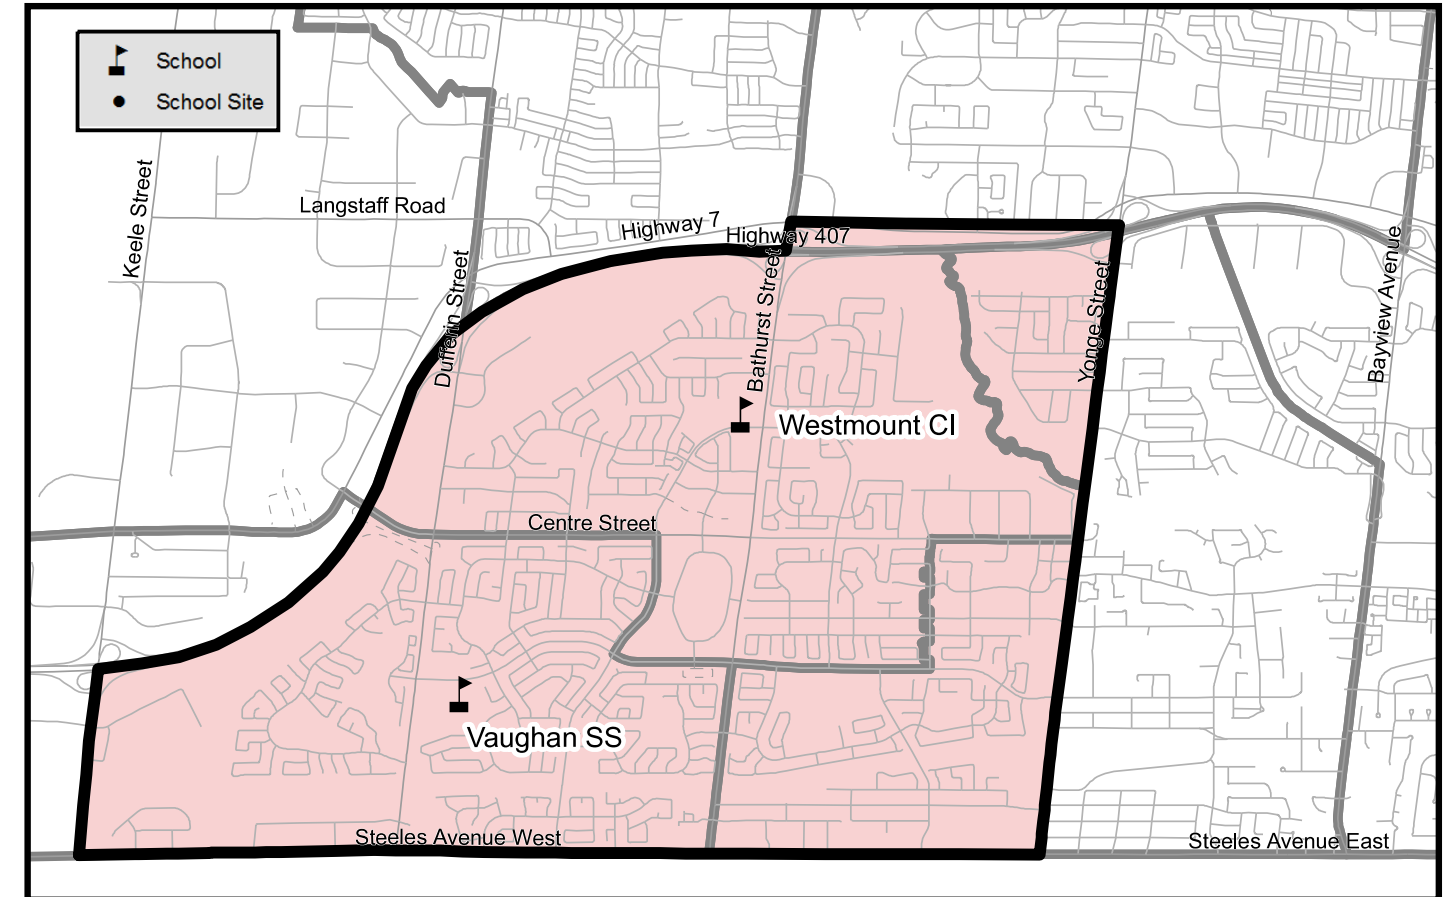 School
School Site
Keele Street
Langstaff Road
Highway 7
Highway 407
Dufferin Street
Bathurst Street
Yonge Street
Bayview Avenue
Westmount CI
Centre Street
Vaughan SS
Steeles Avenue West
Steeles Avenue East